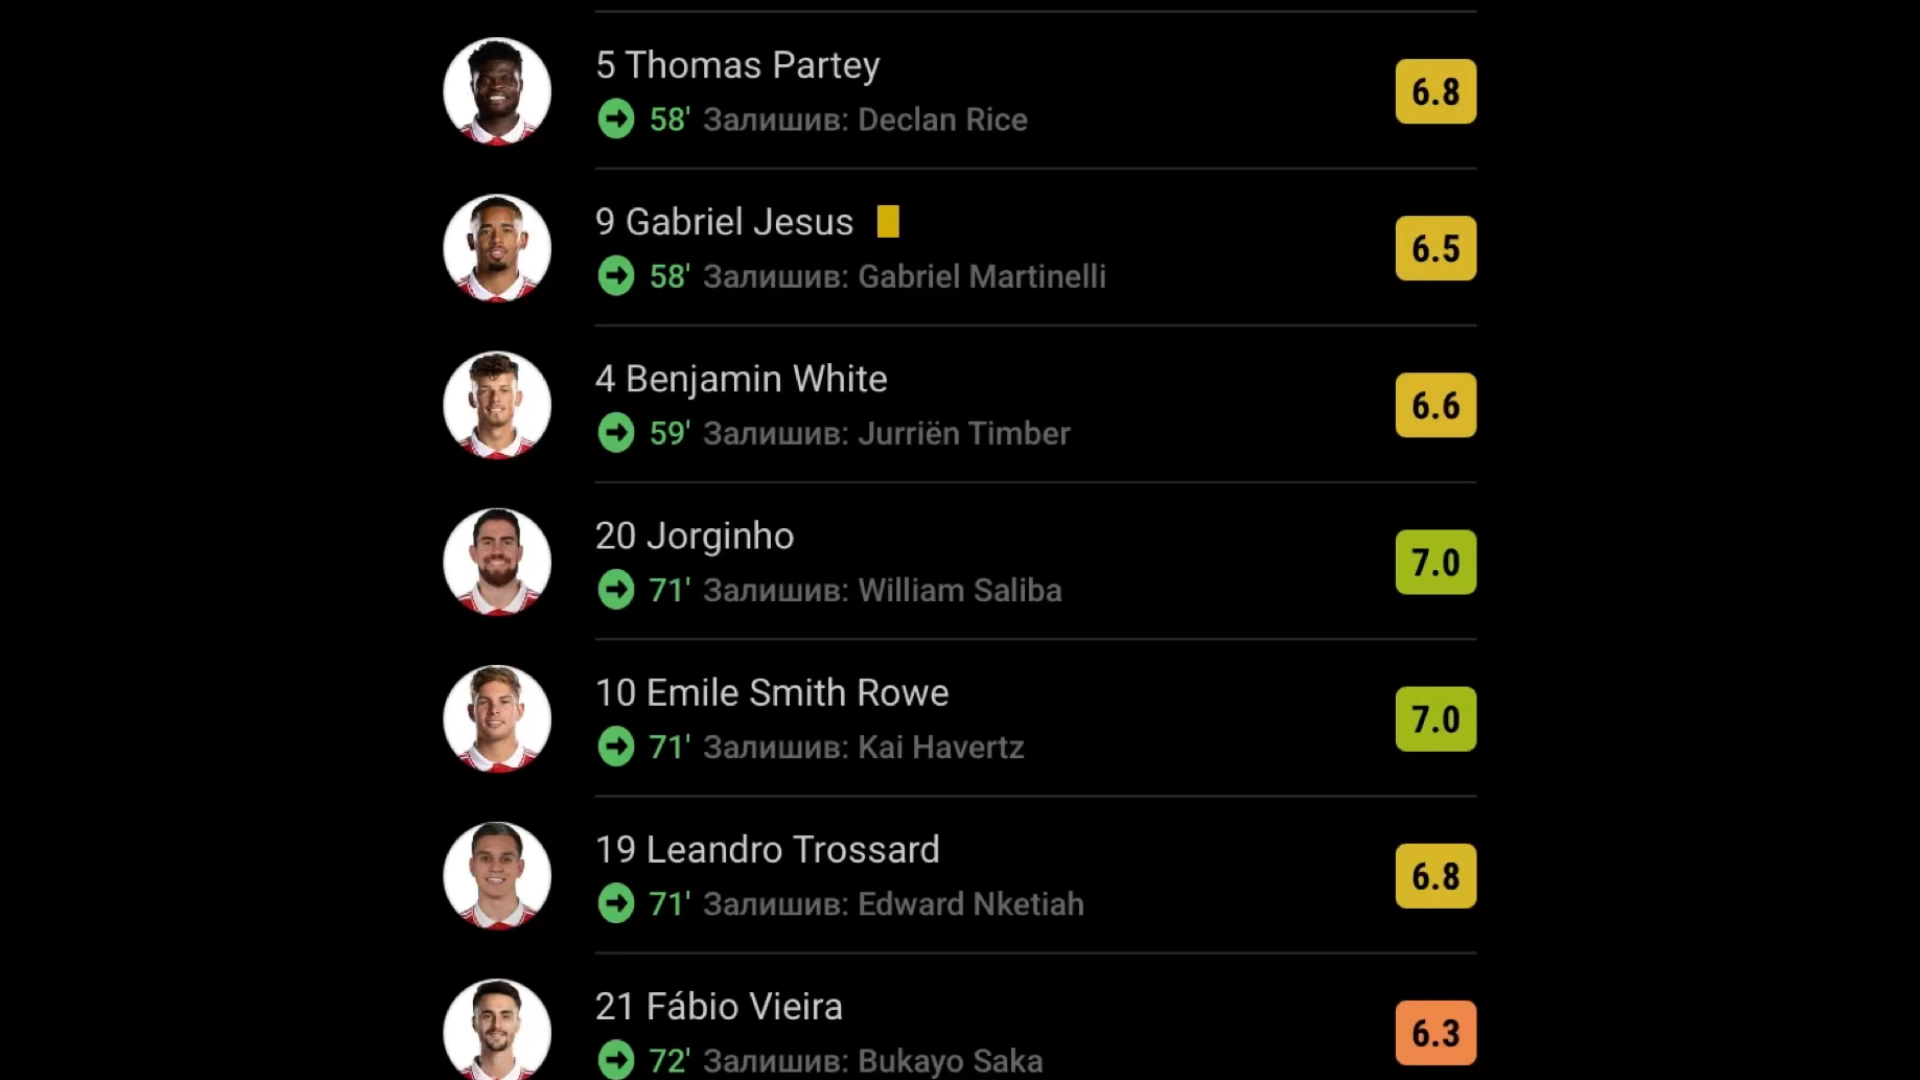 5 Thomas Partey
6.8
58' Залишив: Declan Rice
9 Gabriel Jesus
6.5
58' Залишив: Gabriel Martinelli
4 Benjamin White
6.6
59' Залишив: Jurriën Timber
20 Jorginho
7.0
71' Залишив: William Saliba
10 Emile Smith Rowe
7.0
71' Залишив: Kai Havertz
19 Leandro Trossard
6.8
71' Залишив: Edward Nketiah
21 Fábio Vieira
6.3
72' Залишив: Bukayo Saka